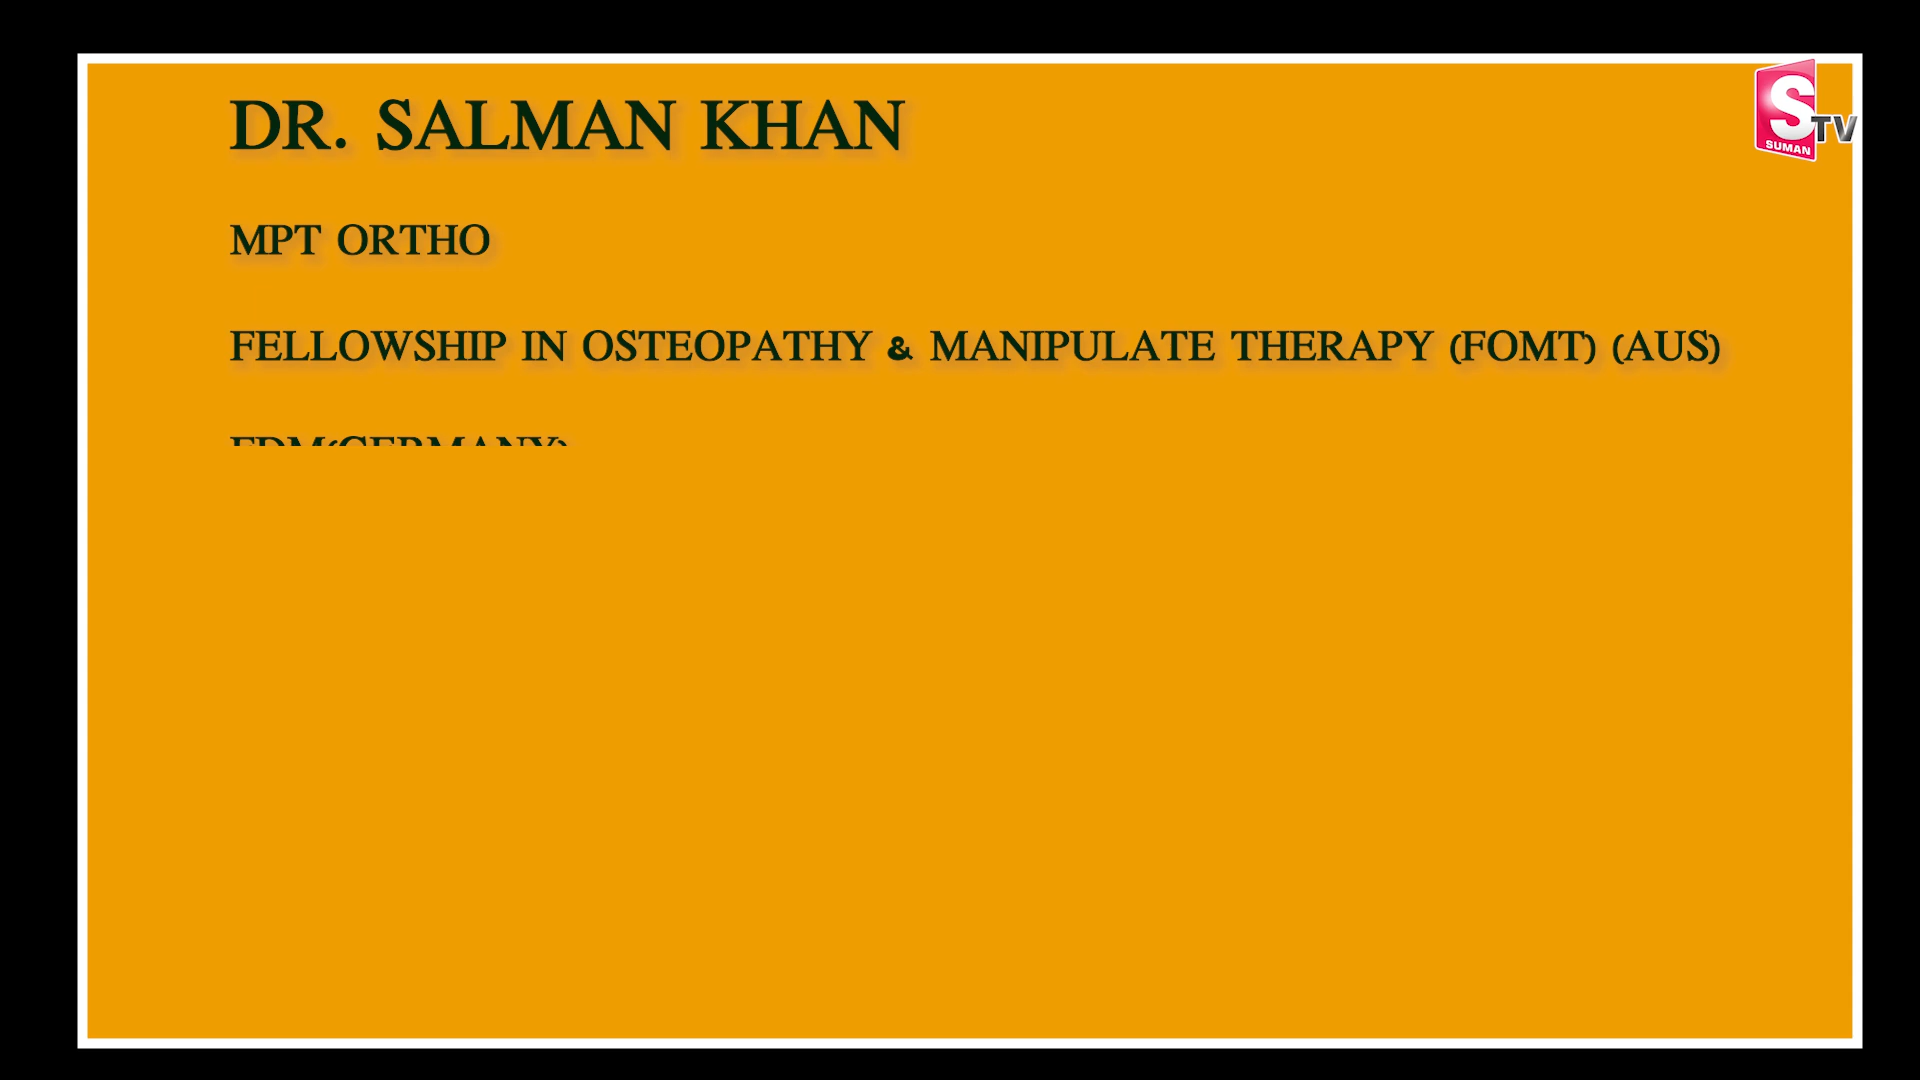 DR. SALMAN KHAN
S TV
SUMAN
MPT ORTHO
FELLOWSHIP IN OSTEOPATHY & MANIPULATE THERAPY (FOMT) (AUS)